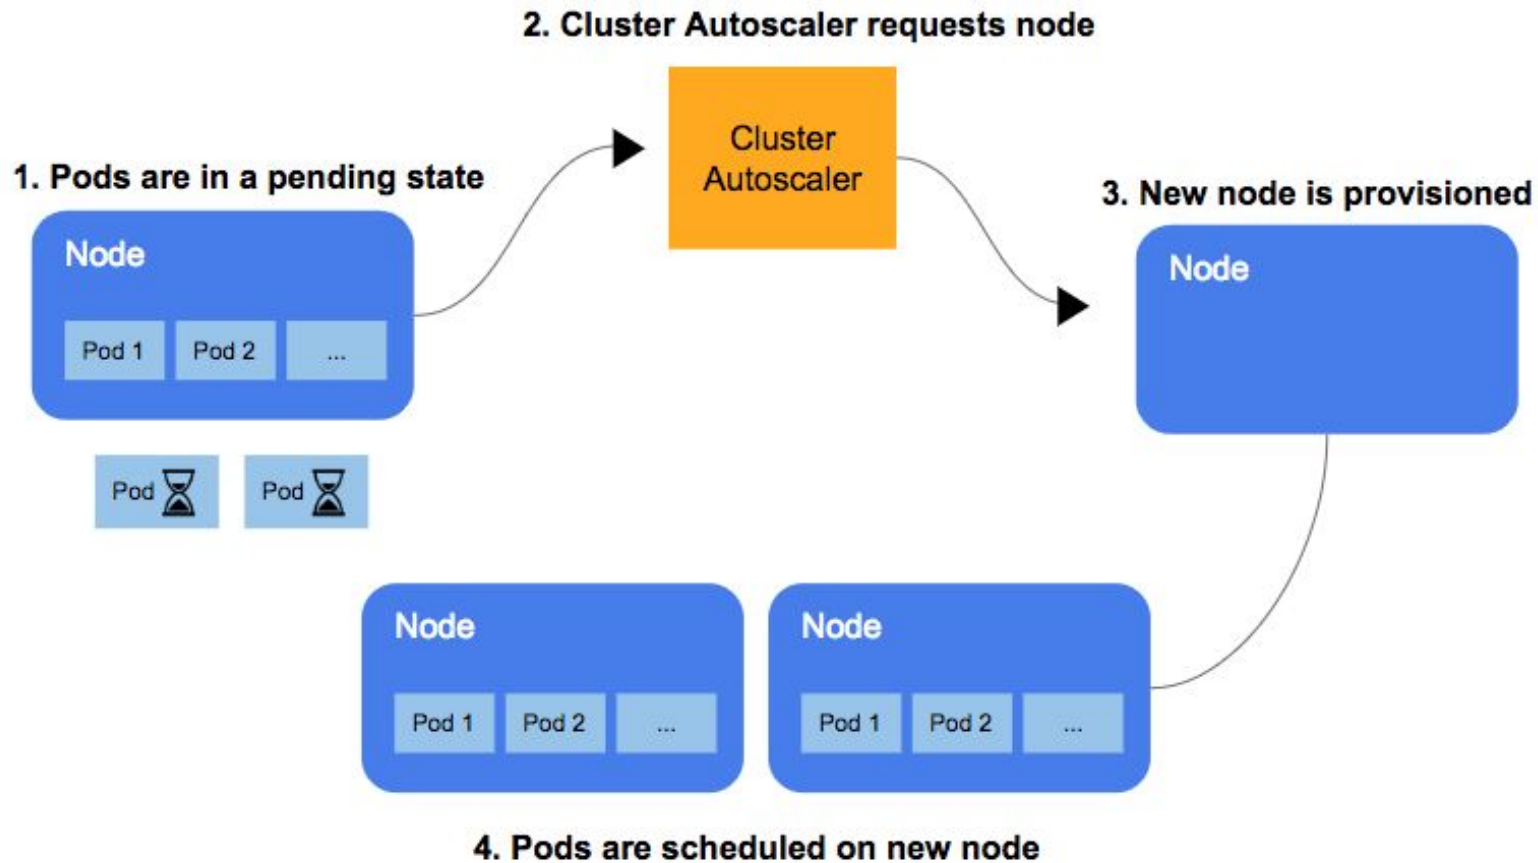 2. Cluster Autoscaler requests node
Cluster
Autoscaler
1. Pods are in a pending state
Node
Pod 1 Pod 2 ...
Pod Pod
3. New node is provisioned
Node
Node
Pod 1 Pod 2 ...
Node
Pod 1 Pod 2 ...
4. Pods are scheduled on new node